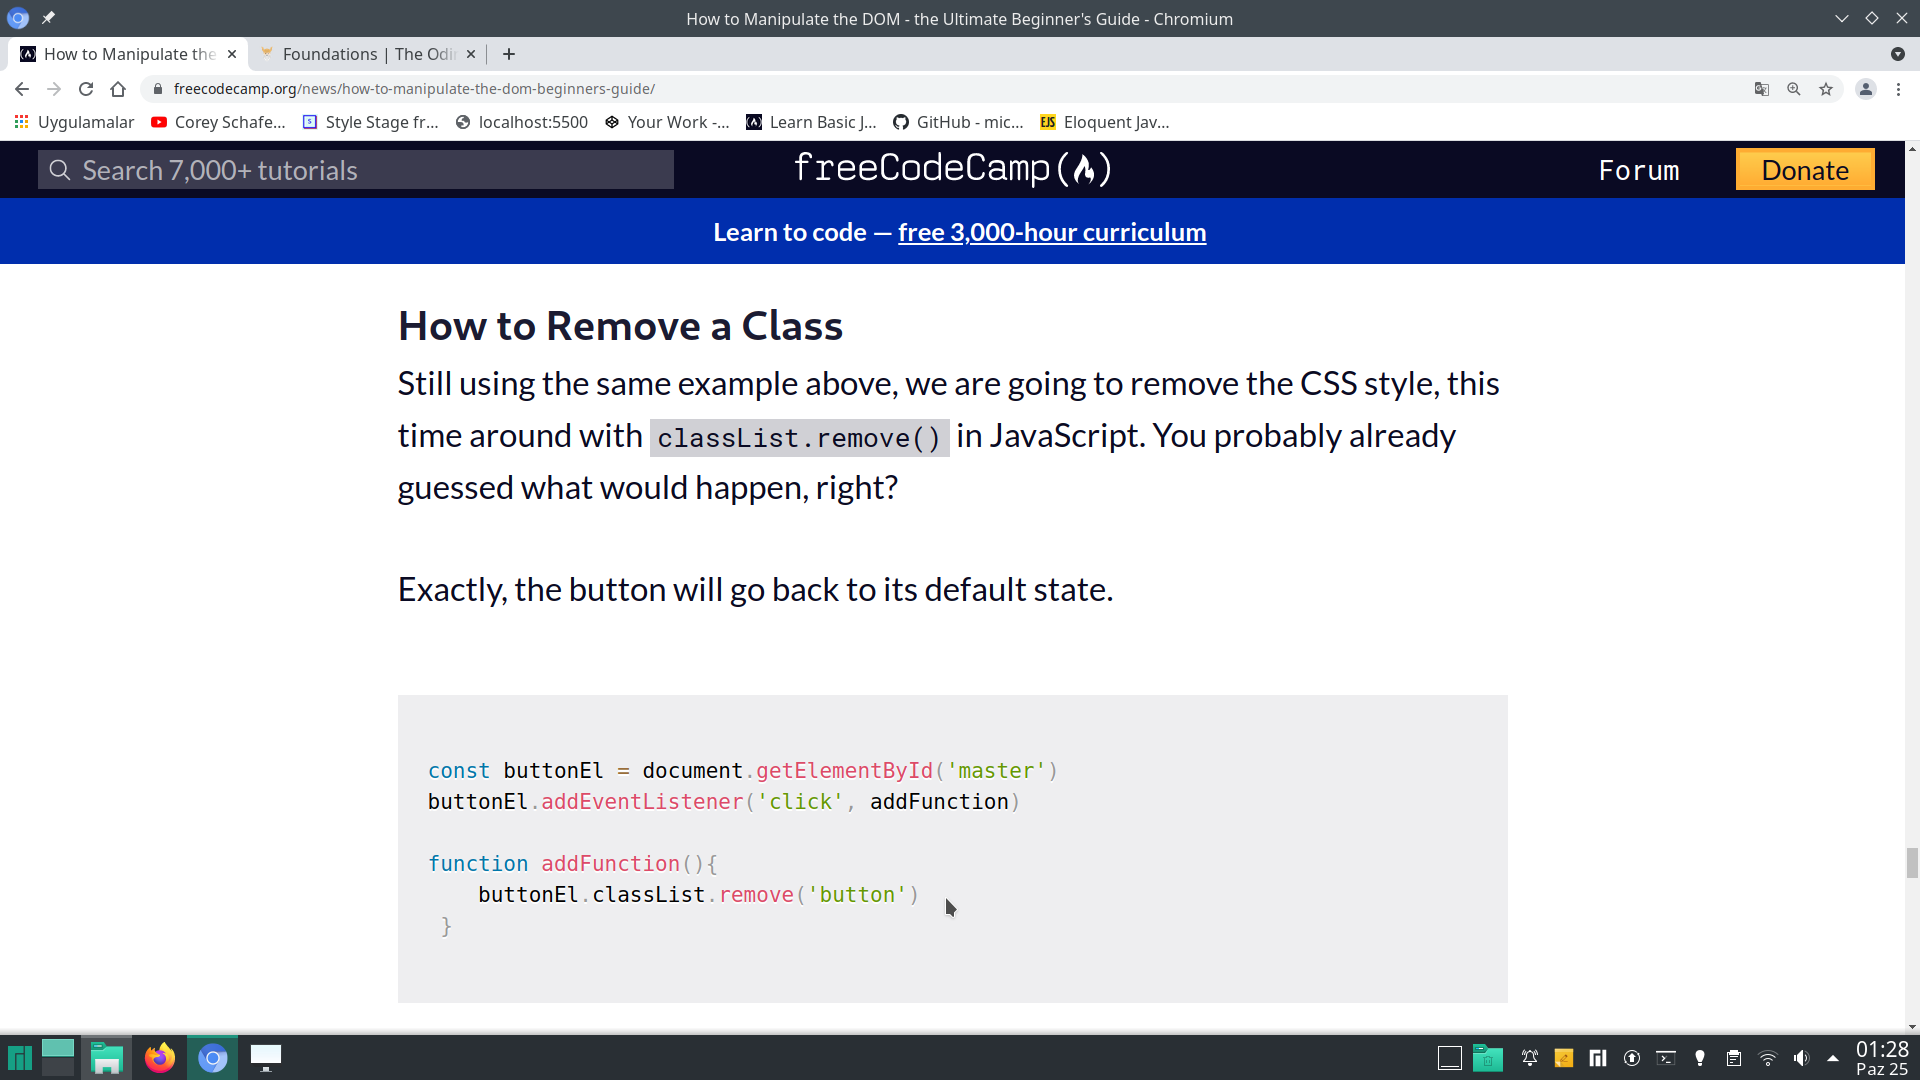 How to Manipulate the DOM - the Ultimate Beginner's Guide - Chromium
How to Manipulate the
Foundations | The Odi
freecodecamp.org/news/how-to-manipulate-the-dom-beginners-guide/
Uygulamalar
Corey Schafe...
Style Stage fr...
localhost:5500
Your Work -...
Learn Basic J...
GitHub - mic...
EJS
Eloquent Jav...
Search 7,000+ tutorials
freeCodeCamp
Forum
Donate
Learn to code — free 3,000-hour curriculum
How to Remove a Class
Still using the same example above, we are going to remove the CSS style, this
time around with classList.remove() in JavaScript. You probably already
guessed what would happen, right?
Exactly, the button will go back to its default state.
const buttonEl = document.getElementById('master')
buttonEl.addEventListener('click', addFunction)
function addFunction(){
buttonEl.classList.remove('button')
}
01:28
Paz 25